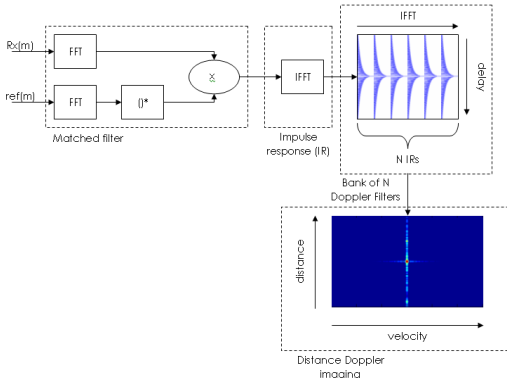 Rx(m)
FFT
ref(m)
FFT
()*
x
Matched filter
IFFT
Impulse
response (IR)
IFFT
delay
N IRs
Bank of N
Doppler Filters
distance
velocity
Distance Doppler
imaging